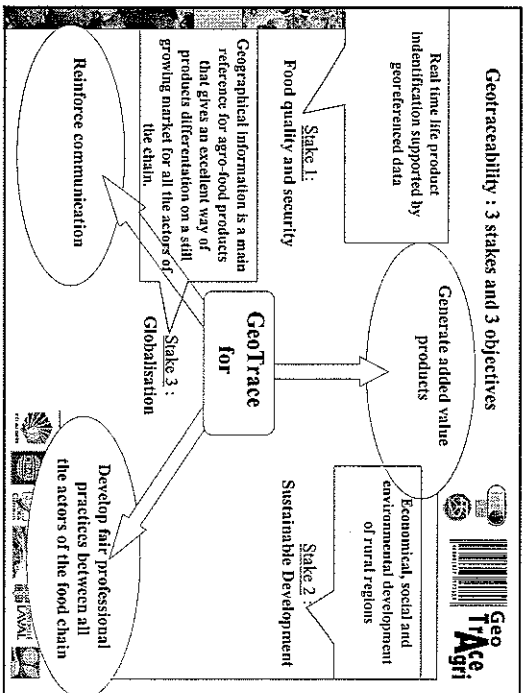 Geotraceability : 3 stakes and 3 objectives
Geo
TrAce
Agri
Real time life product
indentification supported by
georeferenced data
Stake 1:
Food quality and security
Generate added value
products
Economical, social and
environmental development
of rural regions
Stake 2 :
Sustainable Development
GeoTrace
for
Geographical information is a main
reference for agro-food products
that gives an excellent way of
products differentation on a still
growing market for all the actors of
the chain.
Stake 3 :
Globalisation
Reinforce communication
Develop fair professional
practices between all
the actors of the food chain
LAVAL